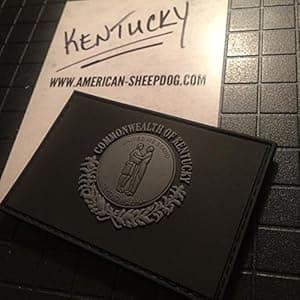 KENTUCKY
WWW.AMERICAN-SHEEPDOG.COM
COMMONWEALTH OF KENTUCKY